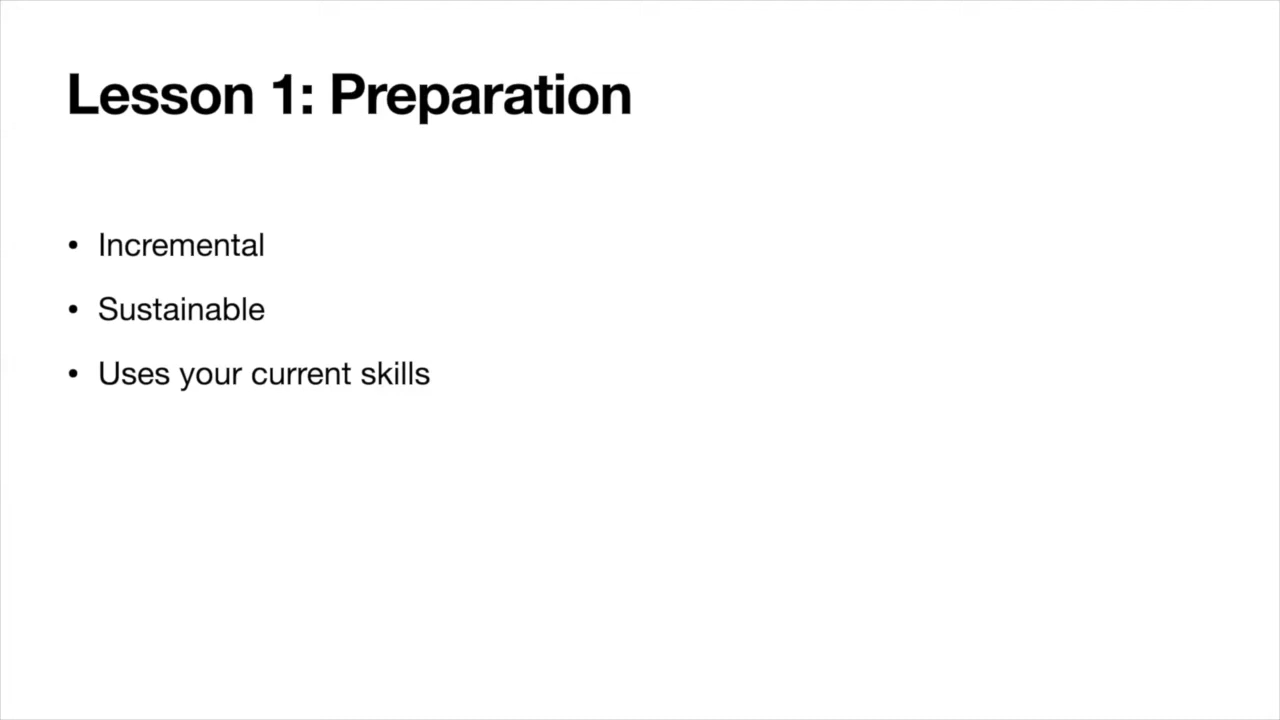 Lesson 1: Preparation
• Incremental
• Sustainable
• Uses your current skills